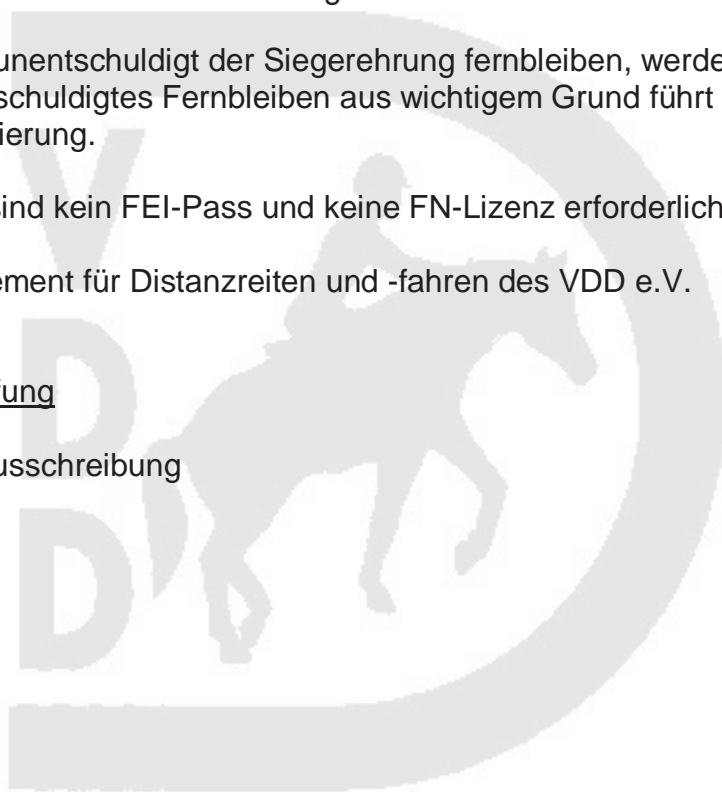 unentschuldigt der Siegerehrung fernbleiben, werde
schuldigtes Fernbleiben aus wichtigem Grund führt
ierung.
sind kein FEI-Pass und keine FN-Lizenz erforderlich
ement für Distanzreiten und -fahren des VDD e.V.
fung
usschreibung
V
D
D